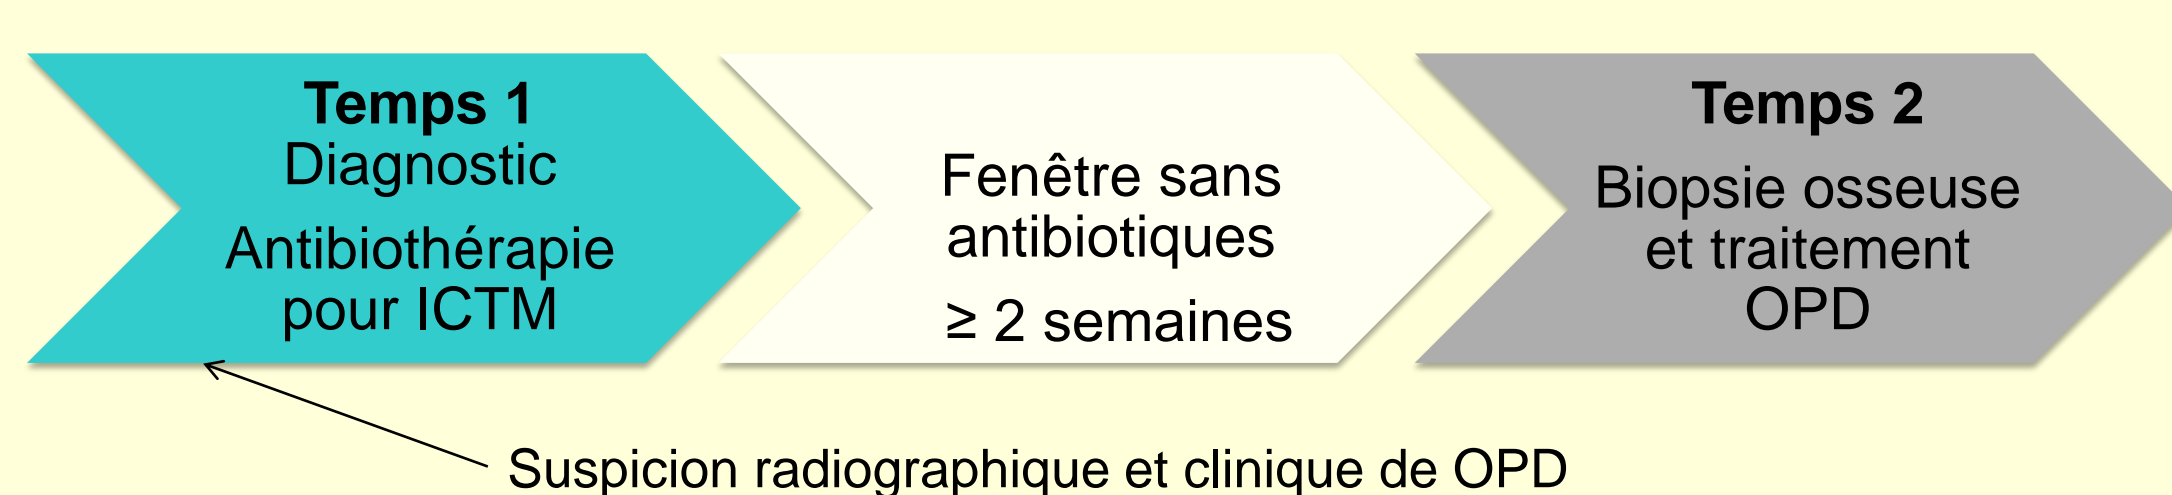 Temps 1
Diagnostic
Antibiothérapie
pour ICTM
Fenêtre sans
antibiotiques
≥ 2 semaines
Temps 2
Biopsie osseuse
et traitement
OPD
Suspicion radiographique et clinique de OPD